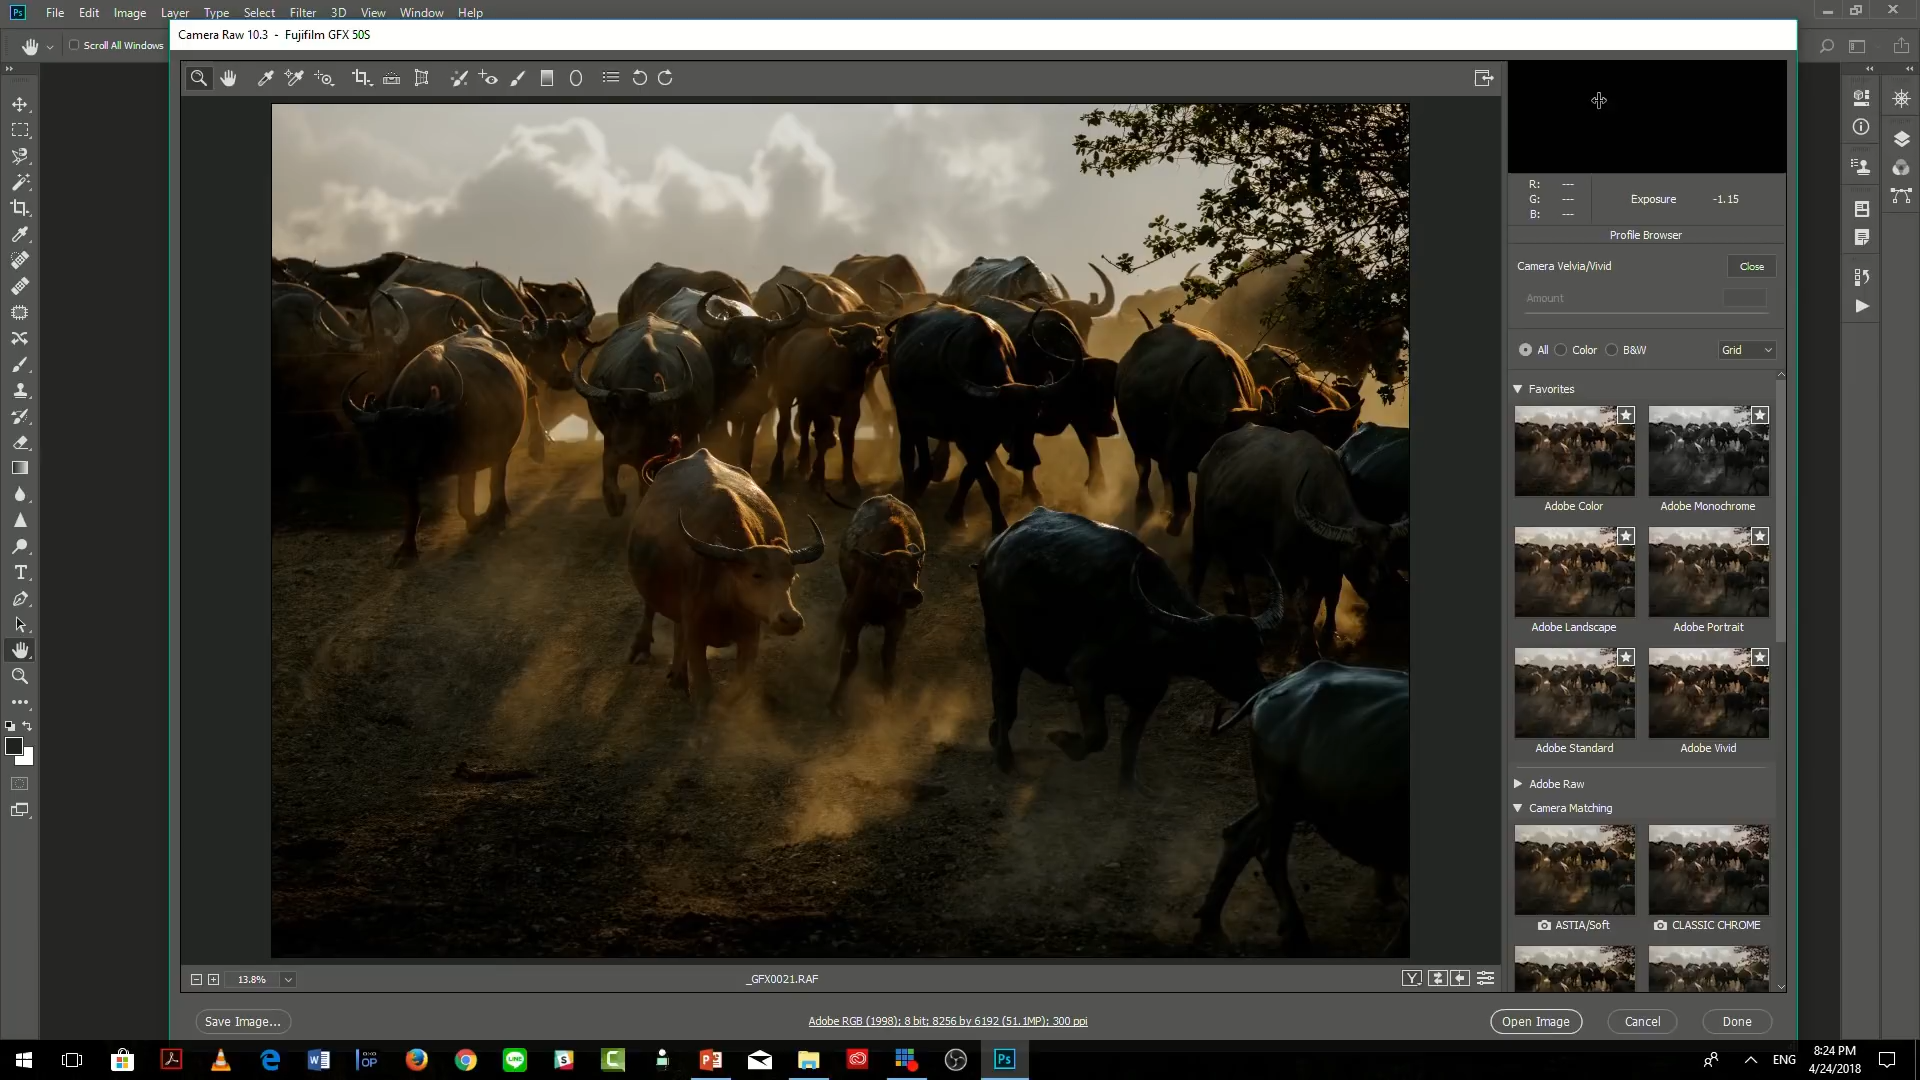 Ps File Edit Image Layer Type Select Filter 3D View Window Help
Camera Raw 10.3 - Fujifilm GFX 50S
Scroll All Windows
R: ---
G: ---
B: ---
Exposure -1.15
Profile Browser
Camera Velvia/Vivid Close
Amount
All Color B&W Grid
Favorites
Adobe Color Adobe Monochrome
Adobe Landscape Adobe Portrait
Adobe Standard Adobe Vivid
Adobe Raw
Camera Matching
ASTIA/Soft CLASSIC CHROME
13.8% _GFX0021.RAF Y
Save Image... Adobe RGB (1998); 8 bit; 8256 by 6192 (51.1MP); 300 ppi Open Image Cancel Done
OP LINE Ps ENG 8:24 PM
4/24/2018